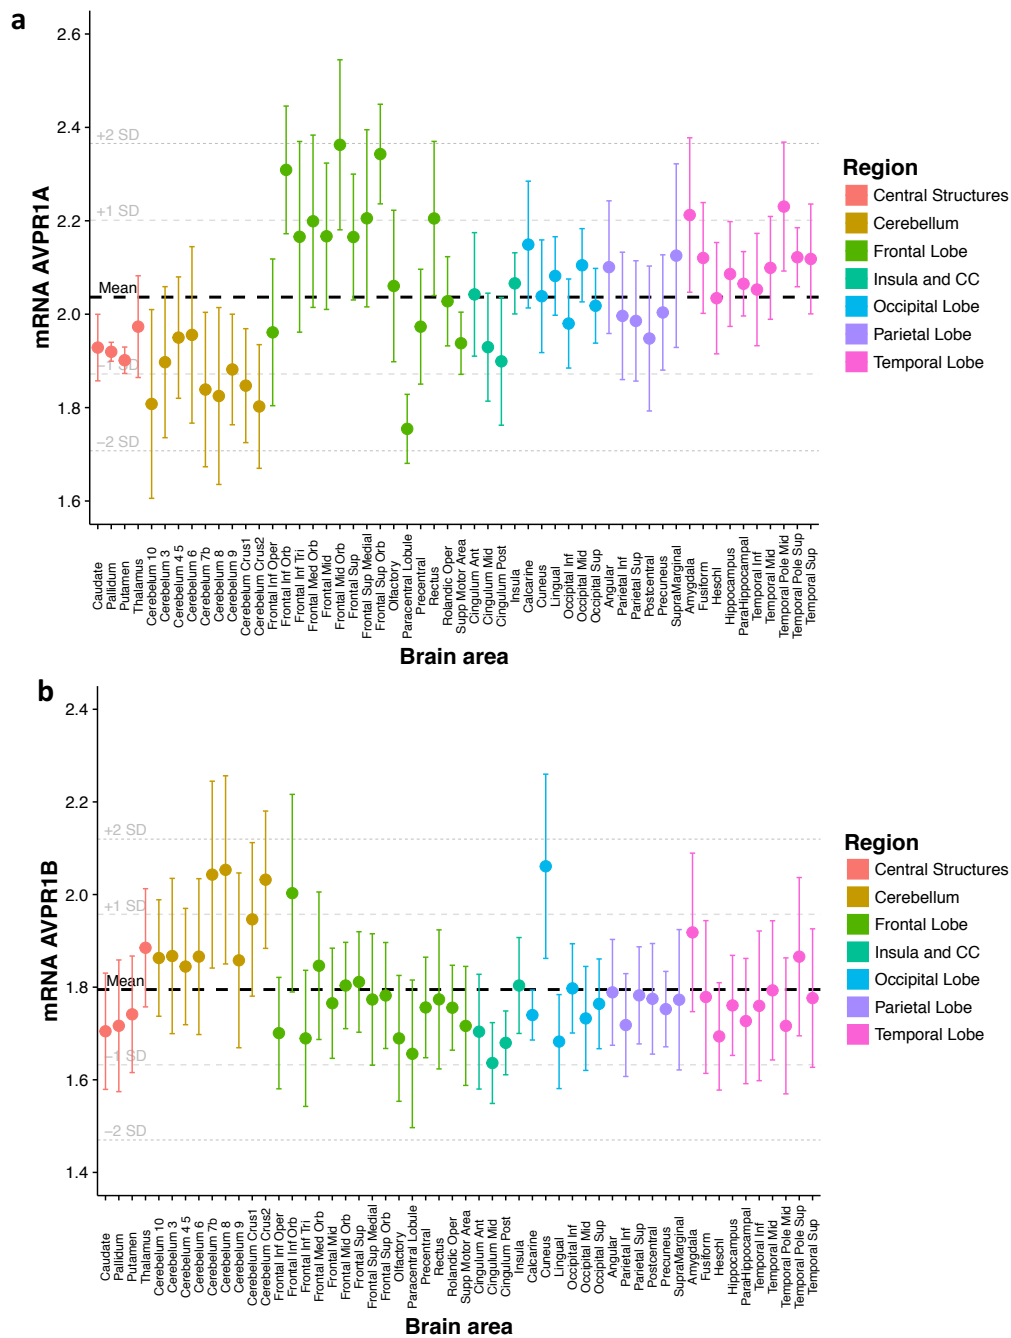 a
2.6
2.4
2.2
2.0
1.8
1.6
mRNA AVPR1A
+2 SD
+1 SD
Mean
−1 SD
−2 SD
Caudate
Pallidum
Putamen
Thalamus
Cerebelum 10
Cerebelum 3
Cerebelum 4 5
Cerebelum 6
Cerebelum 7b
Cerebelum 8
Cerebelum 9
Cerebelum Crus1
Cerebelum Crus2
Frontal Inf Oper
Frontal Inf Orb
Frontal Inf Tri
Frontal Med Orb
Frontal Mid
Frontal Mid Orb
Frontal Sup
Frontal Sup Medial
Frontal Sup Orb
Olfactory
Paracentral Lobule
Precentral
Rectus
Rolandic Oper
Supp Motor Area
Cingulum Ant
Cingulum Mid
Cingulum Post
Insula
Calcarine
Cuneus
Lingual
Occipital Inf
Occipital Mid
Occipital Sup
Angular
Parietal Inf
Parietal Sup
Postcentral
Precuneus
SupraMarginal
Amygdala
Fusiform
Heschl
Hippocampus
ParaHippocampal
Temporal Inf
Temporal Mid
Temporal Pole Mid
Temporal Pole Sup
Temporal Sup
Brain area
Region
Central Structures
Cerebellum
Frontal Lobe
Insula and CC
Occipital Lobe
Parietal Lobe
Temporal Lobe
b
2.4
2.2
2.0
1.8
1.6
1.4
mRNA AVPR1B
+2 SD
+1 SD
Mean
−1 SD
−2 SD
Caudate
Pallidum
Putamen
Thalamus
Cerebelum 10
Cerebelum 3
Cerebelum 4 5
Cerebelum 6
Cerebelum 7b
Cerebelum 8
Cerebelum 9
Cerebelum Crus1
Cerebelum Crus2
Frontal Inf Oper
Frontal Inf Orb
Frontal Inf Tri
Frontal Med Orb
Frontal Mid
Frontal Mid Orb
Frontal Sup
Frontal Sup Medial
Frontal Sup Orb
Olfactory
Paracentral Lobule
Precentral
Rectus
Rolandic Oper
Supp Motor Area
Cingulum Ant
Cingulum Mid
Cingulum Post
Insula
Calcarine
Cuneus
Lingual
Occipital Inf
Occipital Mid
Occipital Sup
Angular
Parietal Inf
Parietal Sup
Postcentral
Precuneus
SupraMarginal
Amygdala
Fusiform
Heschl
Hippocampus
ParaHippocampal
Temporal Inf
Temporal Mid
Temporal Pole Mid
Temporal Pole Sup
Temporal Sup
Brain area
Region
Central Structures
Cerebellum
Frontal Lobe
Insula and CC
Occipital Lobe
Parietal Lobe
Temporal Lobe